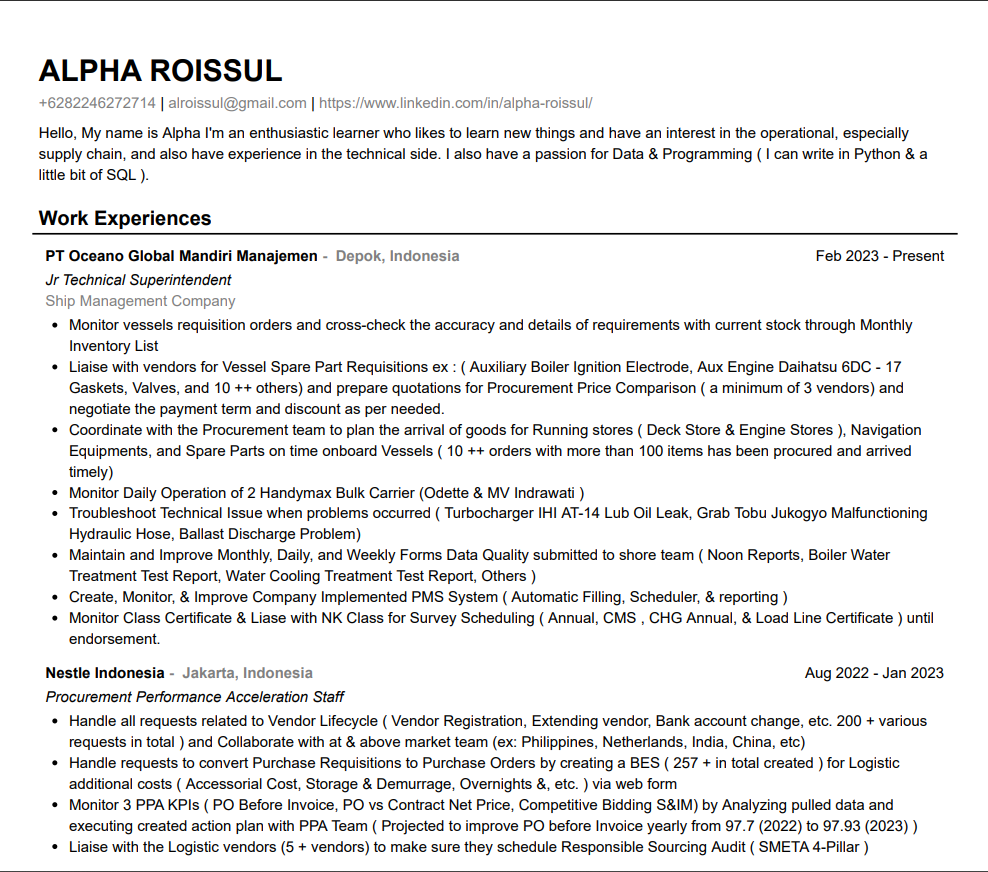 ALPHA ROISSUL
+6282246272714 | alroissul@gmail.com | https://www.linkedin.com/in/alpha-roissul/
Hello, My name is Alpha I'm an enthusiastic learner who likes to learn new things and have an interest in the operational, especially
supply chain, and also have experience in the technical side. I also have a passion for Data & Programming ( I can write in Python & a
little bit of SQL ).
Work Experiences
PT Oceano Global Mandiri Manajemen - Depok, Indonesia Feb 2023 - Present
Jr Technical Superintendent
Ship Management Company
• Monitor vessels requisition orders and cross-check the accuracy and details of requirements with current stock through Monthly
Inventory List
• Liaise with vendors for Vessel Spare Part Requisitions ex : ( Auxiliary Boiler Ignition Electrode, Aux Engine Daihatsu 6DC - 17
Gaskets, Valves, and 10 ++ others) and prepare quotations for Procurement Price Comparison ( a minimum of 3 vendors) and
negotiate the payment term and discount as per needed.
• Coordinate with the Procurement team to plan the arrival of goods for Running stores ( Deck Store & Engine Stores ), Navigation
Equipments, and Spare Parts on time onboard Vessels ( 10 ++ orders with more than 100 items has been procured and arrived
timely)
• Monitor Daily Operation of 2 Handymax Bulk Carrier (Odette & MV Indrawati )
• Troubleshoot Technical Issue when problems occurred ( Turbocharger IHI AT-14 Lub Oil Leak, Grab Tobu Jukogyo Malfunctioning
Hydraulic Hose, Ballast Discharge Problem)
• Maintain and Improve Monthly, Daily, and Weekly Forms Data Quality submitted to shore team ( Noon Reports, Boiler Water
Treatment Test Report, Water Cooling Treatment Test Report, Others )
• Create, Monitor, & Improve Company Implemented PMS System ( Automatic Filling, Scheduler, & reporting )
• Monitor Class Certificate & Liase with NK Class for Survey Scheduling ( Annual, CMS , CHG Annual, & Load Line Certificate ) until
endorsement.
Nestle Indonesia - Jakarta, Indonesia Aug 2022 - Jan 2023
Procurement Performance Acceleration Staff
• Handle all requests related to Vendor Lifecycle ( Vendor Registration, Extending vendor, Bank account change, etc. 200 + various
requests in total ) and Collaborate with at & above market team (ex: Philippines, Netherlands, India, China, etc)
• Handle requests to convert Purchase Requisitions to Purchase Orders by creating a BES ( 257 + in total created ) for Logistic
additional costs ( Accessorial Cost, Storage & Demurrage, Overnights &, etc. ) via web form
• Monitor 3 PPA KPIs ( PO Before Invoice, PO vs Contract Net Price, Competitive Bidding S&IM) by Analyzing pulled data and
executing created action plan with PPA Team ( Projected to improve PO before Invoice yearly from 97.7 (2022) to 97.93 (2023) )
• Liaise with the Logistic vendors (5 + vendors) to make sure they schedule Responsible Sourcing Audit ( SMETA 4-Pillar )